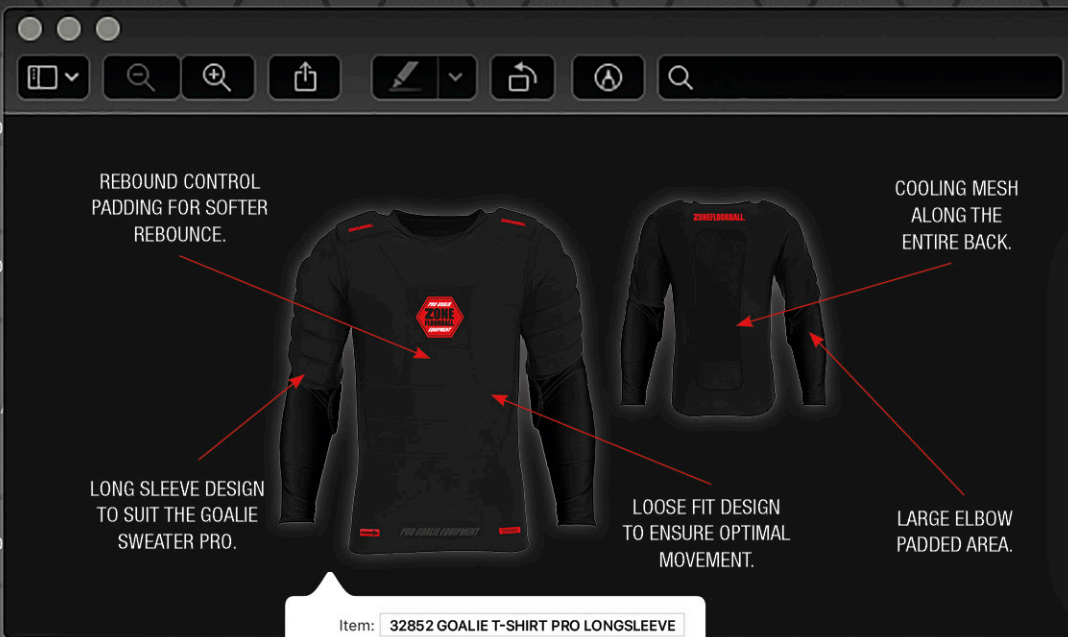 REBOUND CONTROL
PADDING FOR SOFTER
REBOUNCE.
COOLING MESH
ALONG THE
ENTIRE BACK.
ZONEFLOORBALL
PRO GOALIE
ZONE
FLOORBALL
EQUIPMENT
LONG SLEEVE DESIGN
TO SUIT THE GOALIE
SWEATER PRO.
LOOSE FIT DESIGN
TO ENSURE OPTIMAL
MOVEMENT.
LARGE ELBOW
PADDED AREA.
PRO GOALIE EQUIPMENT
Item: 32852 GOALIE T-SHIRT PRO LONGSLEEVE